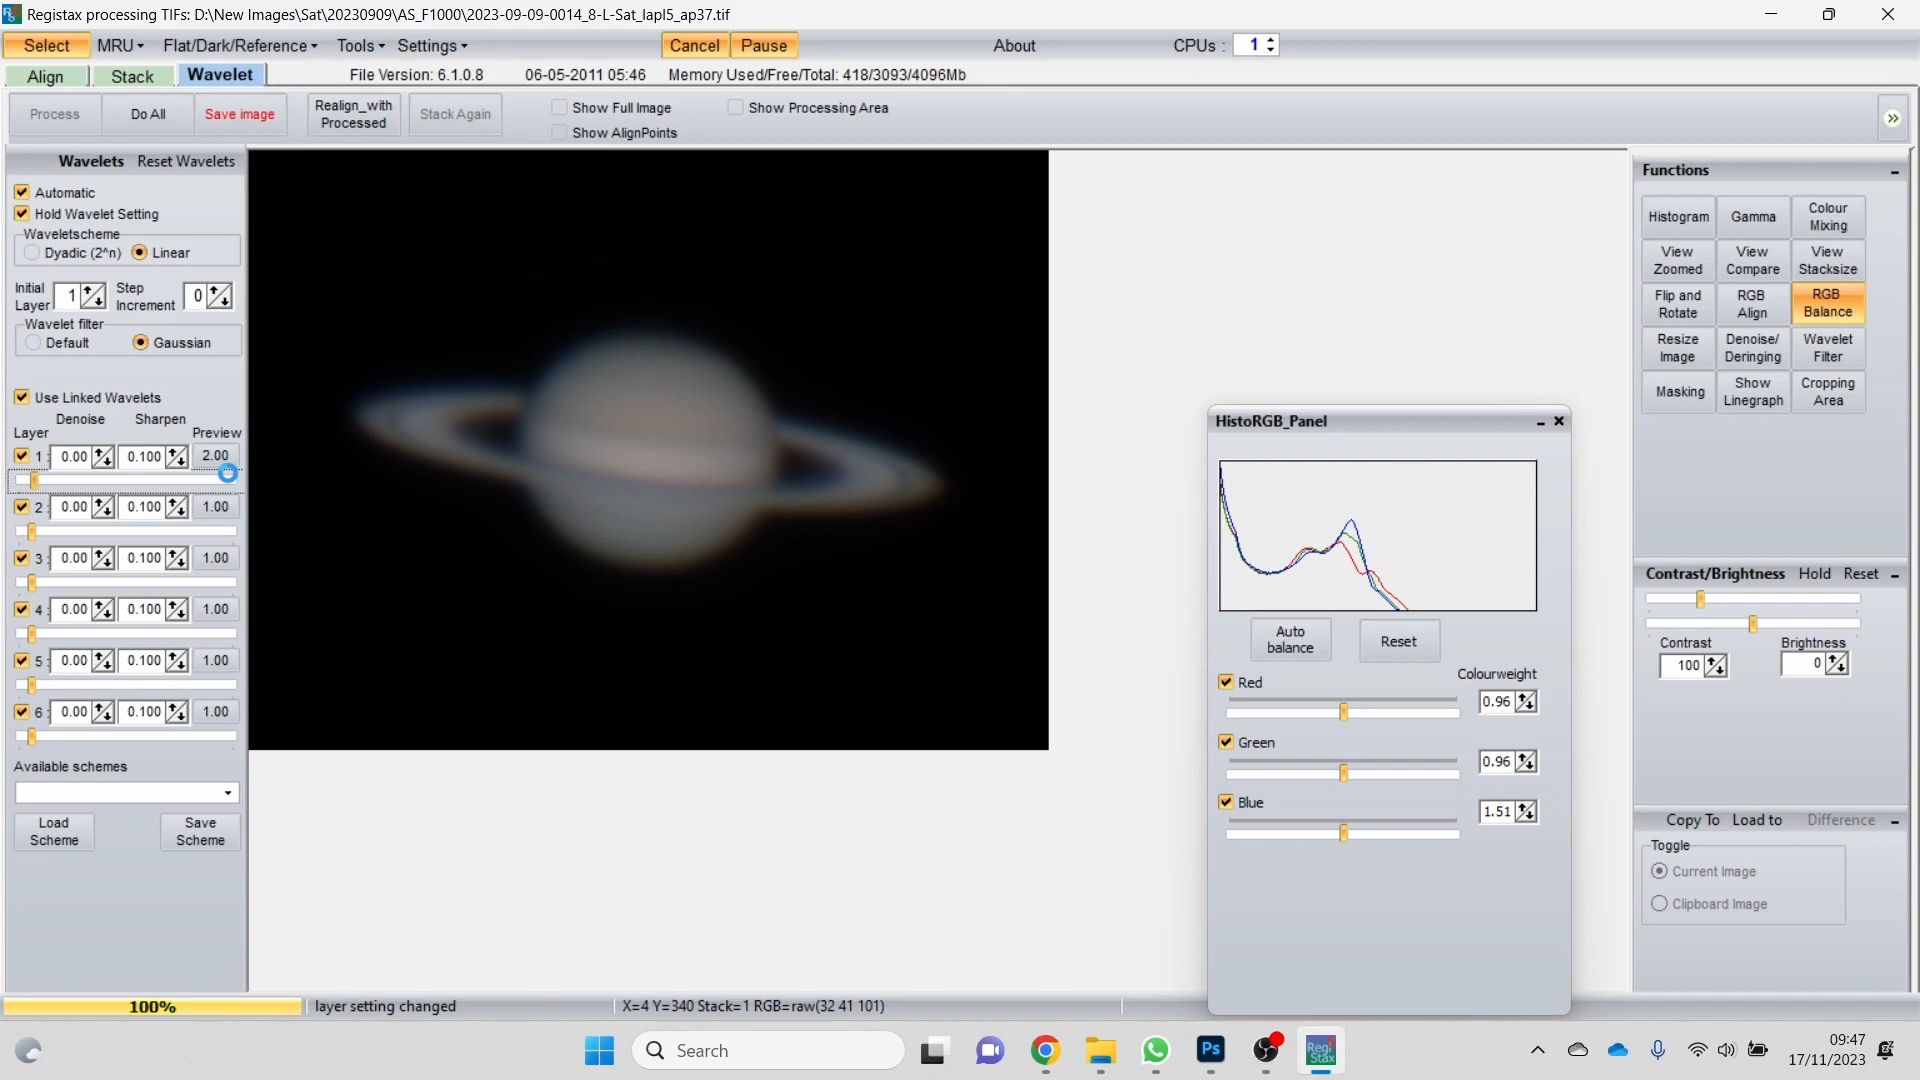 Registax processing TIFs: D:\New Images\Sat\20230909\AS_F1000\2023-09-09-0014_8-L-Sat_lapl5_ap37.tif
Select MRU Flat/Dark/Reference Tools Settings Cancel Pause About CPUs : 1
Align Stack Wavelet File Version: 6.1.0.8 06-05-2011 05:46 Memory Used/Free/Total: 418/3093/4096Mb
Process Do All Save image Realign_with Processed Stack Again Show Full Image Show Processing Area
Show AlignPoints
Wavelets Reset Wavelets
Automatic
Hold Wavelet Setting
Waveletscheme
Dyadic (2^n) Linear
Initial Layer 1 Step Increment 0
Wavelet filter
Default Gaussian
Use Linked Wavelets
Denoise Sharpen
Layer Preview
1 : 0.00 0.100 2.00
2 : 0.00 0.100 1.00
3 : 0.00 0.100 1.00
4 : 0.00 0.100 1.00
5 : 0.00 0.100 1.00
6 : 0.00 0.100 1.00
Available schemes
Load Scheme Save Scheme
HistoRGB_Panel
Auto balance Reset
Colourweight
Red 0.96
Green 0.96
Blue 1.51
Functions
Histogram Gamma Colour Mixing
View Zoomed View Compare View Stacksize
Flip and Rotate RGB Align RGB Balance
Resize Image Denoise/ Deringing Wavelet Filter
Masking Show Linegraph Cropping Area
Contrast/Brightness Hold Reset
Contrast Brightness
100 0
Copy To Load to Difference
Toggle
Current Image
Clipboard Image
100% layer setting changed X=4 Y=340 Stack=1 RGB=raw(32 41 101)
Search
Ps
Regi Stax
09:47
17/11/2023